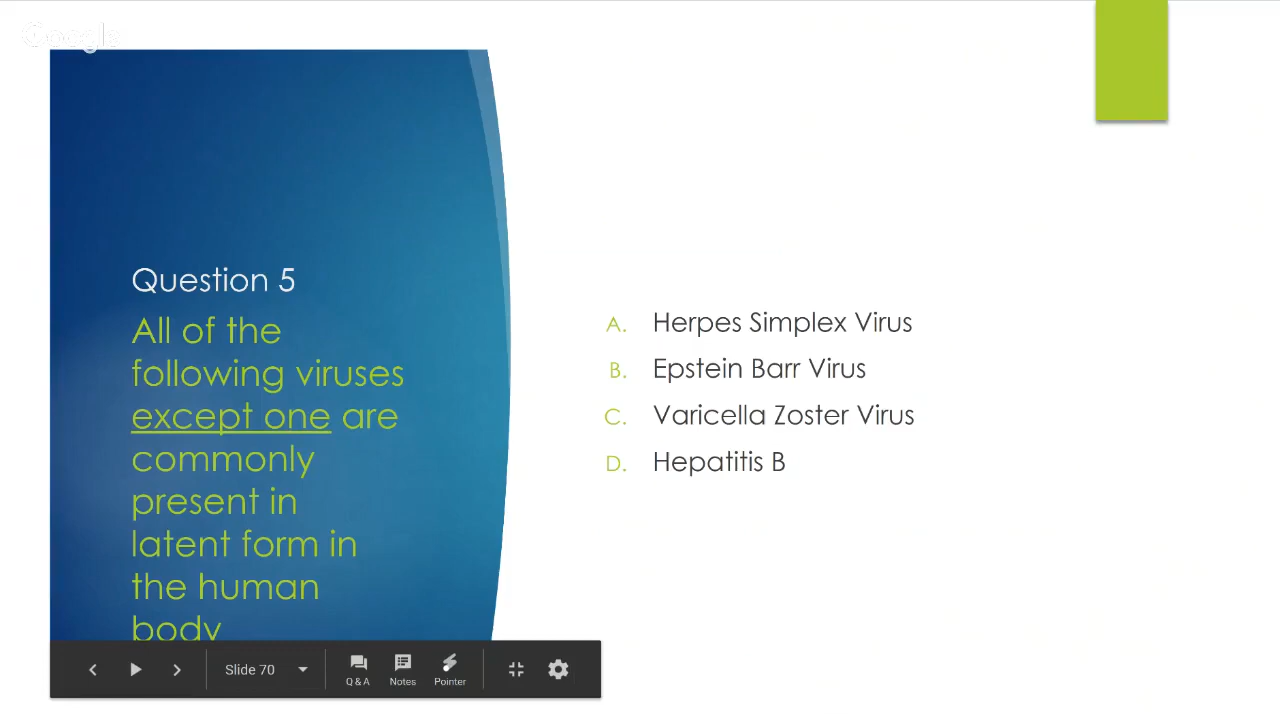 Google
Question 5
All of the
following viruses
except one are
commonly
present in
latent form in
the human
body
A. Herpes Simplex Virus
B. Epstein Barr Virus
C. Varicella Zoster Virus
D. Hepatitis B
Slide 70
Q & A
Notes
Pointer